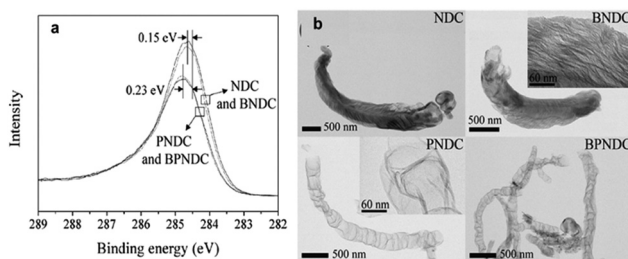 a
0.15 eV
0.23 eV
NDC
and BNDC
PNDC
and BPNDC
Intensity
289 288 287 286 285 284 283 282
Binding energy (eV)
b
NDC
500 nm
BNDC
60 nm
500 nm
PNDC
60 nm
500 nm
BPNDC
500 nm